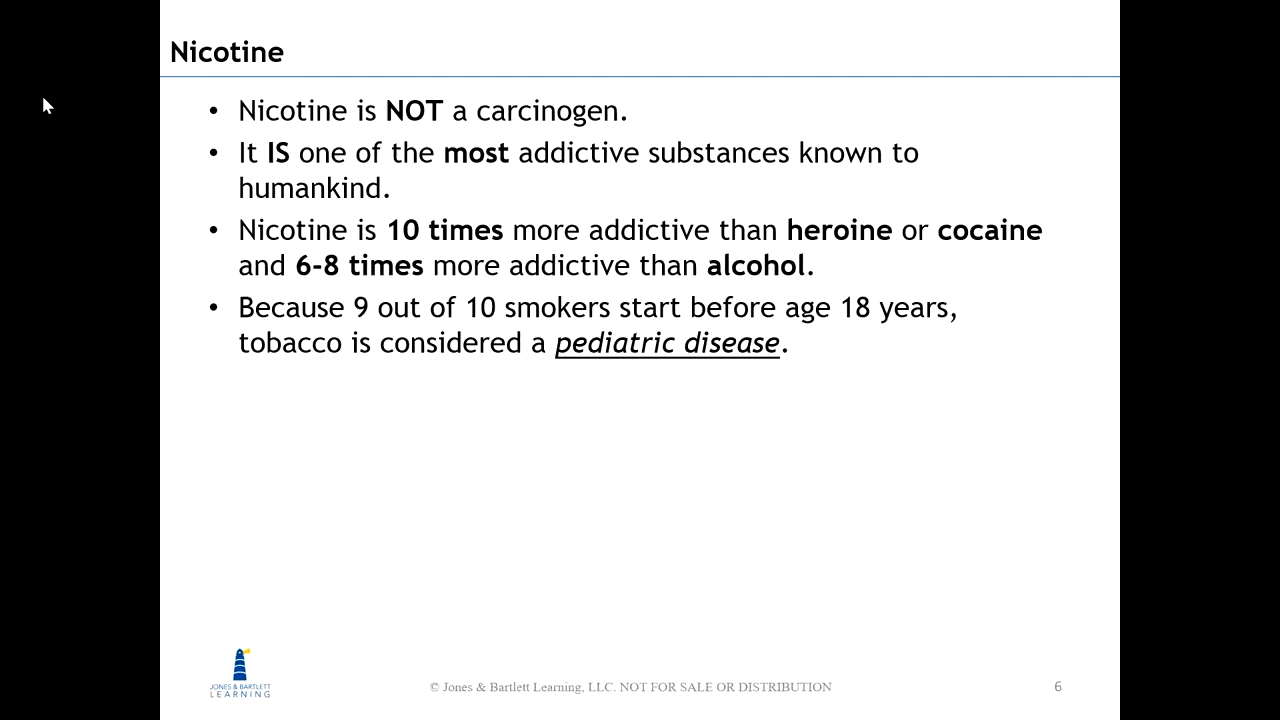 Nicotine
• Nicotine is NOT a carcinogen.
• It IS one of the most addictive substances known to
humankind.
• Nicotine is 10 times more addictive than heroine or cocaine
and 6-8 times more addictive than alcohol.
• Because 9 out of 10 smokers start before age 18 years,
tobacco is considered a pediatric disease.
JONES & BARTLETT
LEARNING
© Jones & Bartlett Learning, LLC. NOT FOR SALE OR DISTRIBUTION
6